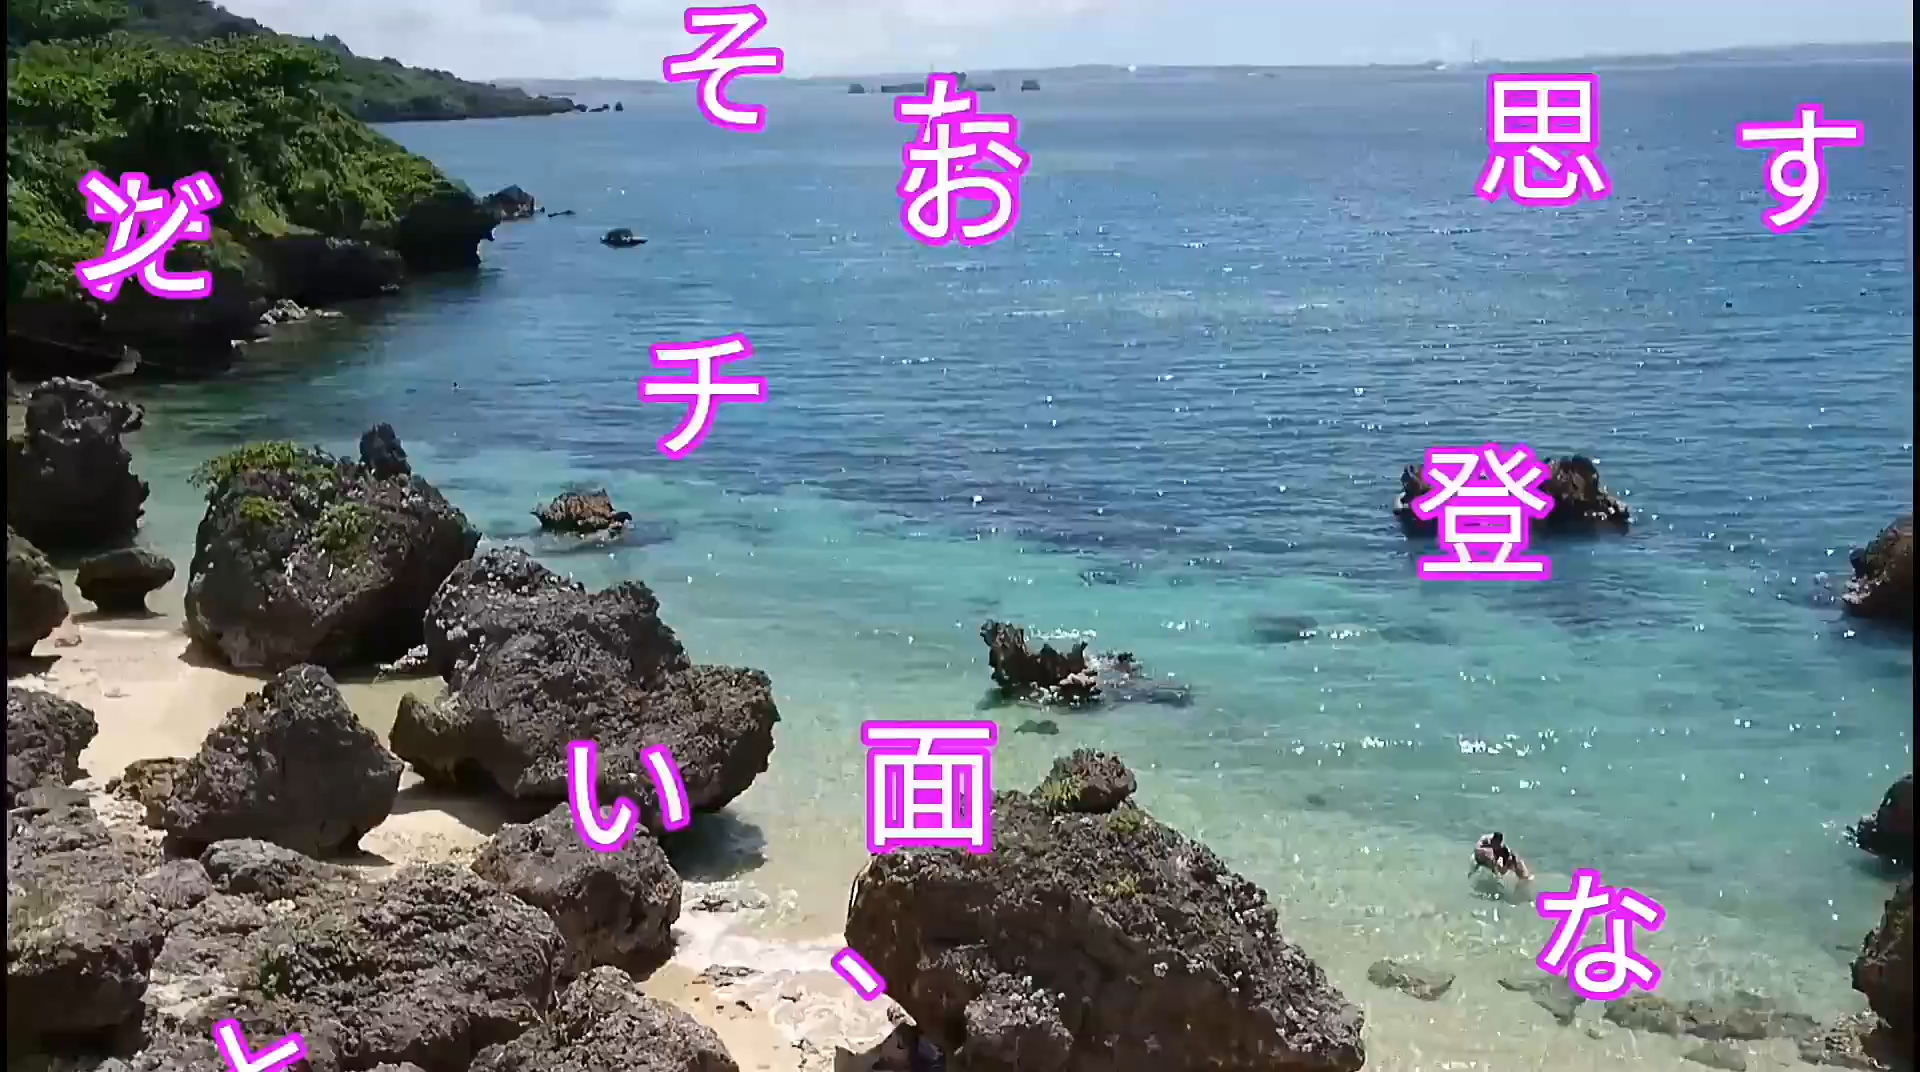 そ
お
思
す
チ
登
い
面
な
、